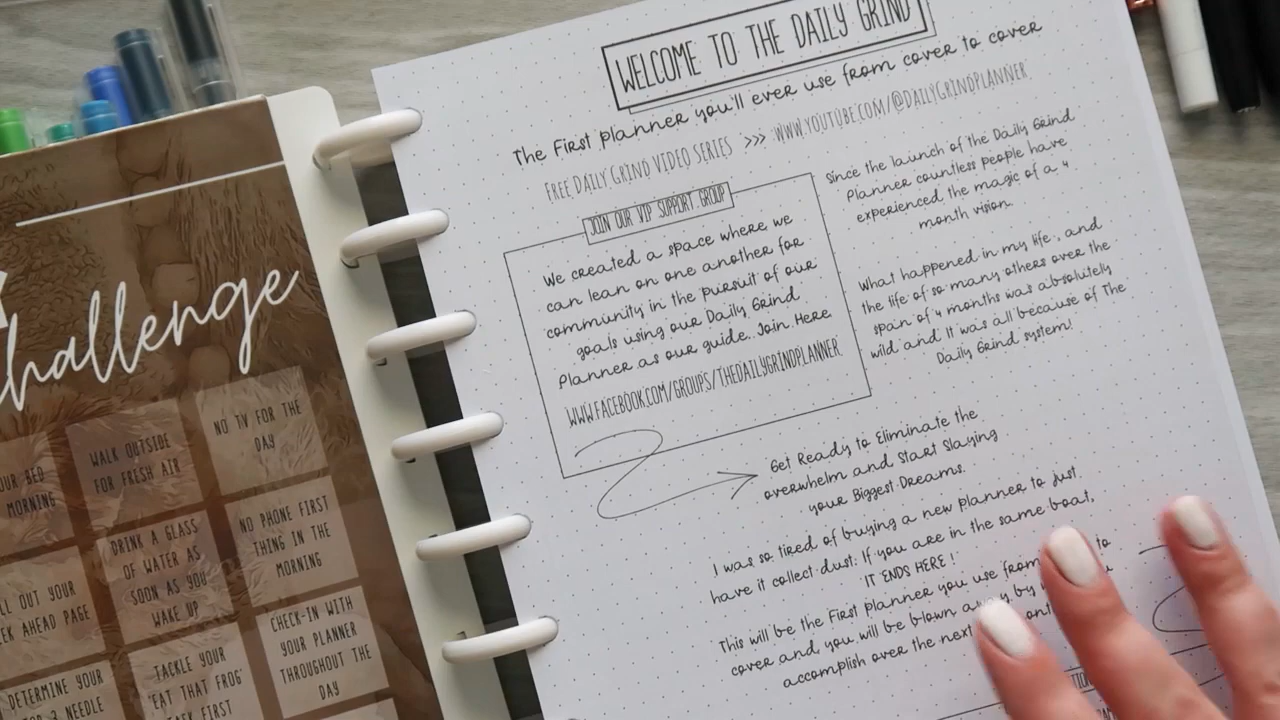 Challenge
OUR BED
MORNING
WALK OUTSIDE
FOR FRESH AIR
NO TV FOR THE
DAY
LL OUT YOUR
EEK AHEAD PAGE
DRINK A GLASS
OF WATER AS
SOON AS YOU
WAKE UP
NO PHONE FIRST
THING IN THE
MORNING
DETERMINE YOUR
3 NEEDLE
TACKLE YOUR
'EAT THAT FROG'
TASK FIRST
CHECK-IN WITH
YOUR PLANNER
THROUGHOUT THE
DAY
WELCOME TO THE DAILY GRIND
The First planner you'll ever use from cover to cover
FREE DAILY GRIND VIDEO SERIES >>> WWW.YOUTUBE.COM/@DAILYGRINDPLANNER
JOIN OUR VIP SUPPORT GROUP
We created a space where we
can lean on one another for
community in the pursuit of our
goals using our Daily Grind
Planner as our guide. Join Here
WWW.FACEBOOK.COM/GROUPS/THEDAILYGRINDPLANNER
Since the launch of the Daily Grind
Planner countless people have
experienced the magic of a 4
month vision.
What happened in my life, and
the life of so many others over the
span of 4 months was absolutely
wild and it was all because of The
Daily Grind system!
Get Ready to Eliminate the
overwhelm and Start Slaying
your Biggest Dreams.
I was so tired of buying a new planner to just
have it collect dust. If you are in the same boat,
IT ENDS HERE!
This will be the First planner you use from to
cover and you will be blown away by
accomplish over the next